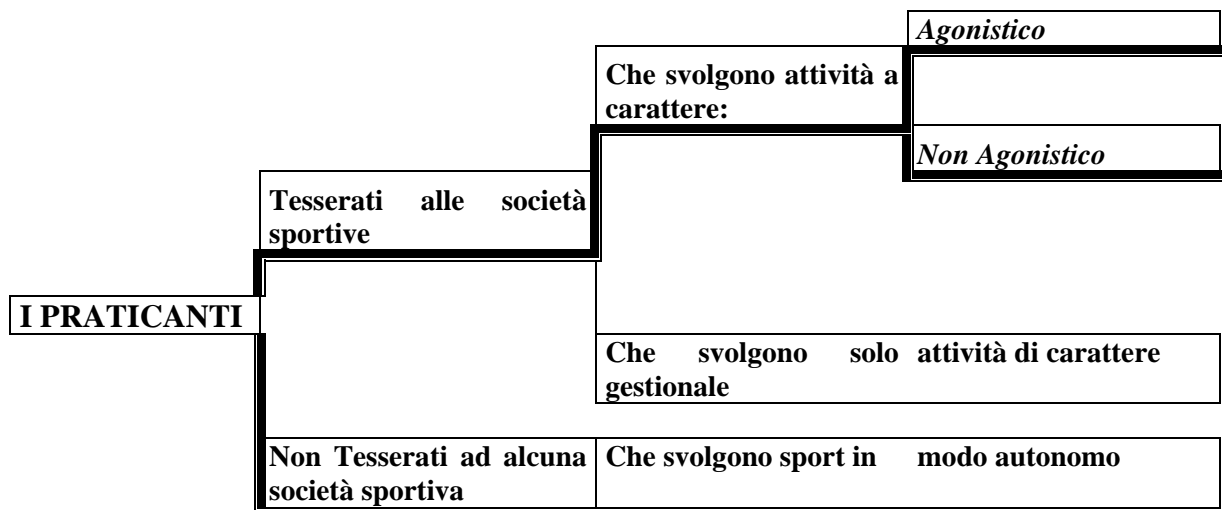 Agonistico
Che svolgono attività a
carattere:
Non Agonistico
Tesserati alle società
sportive
I PRATICANTI
Che svolgono solo attività di carattere
gestionale
Non Tesserati ad alcuna
società sportiva
Che svolgono sport in modo autonomo